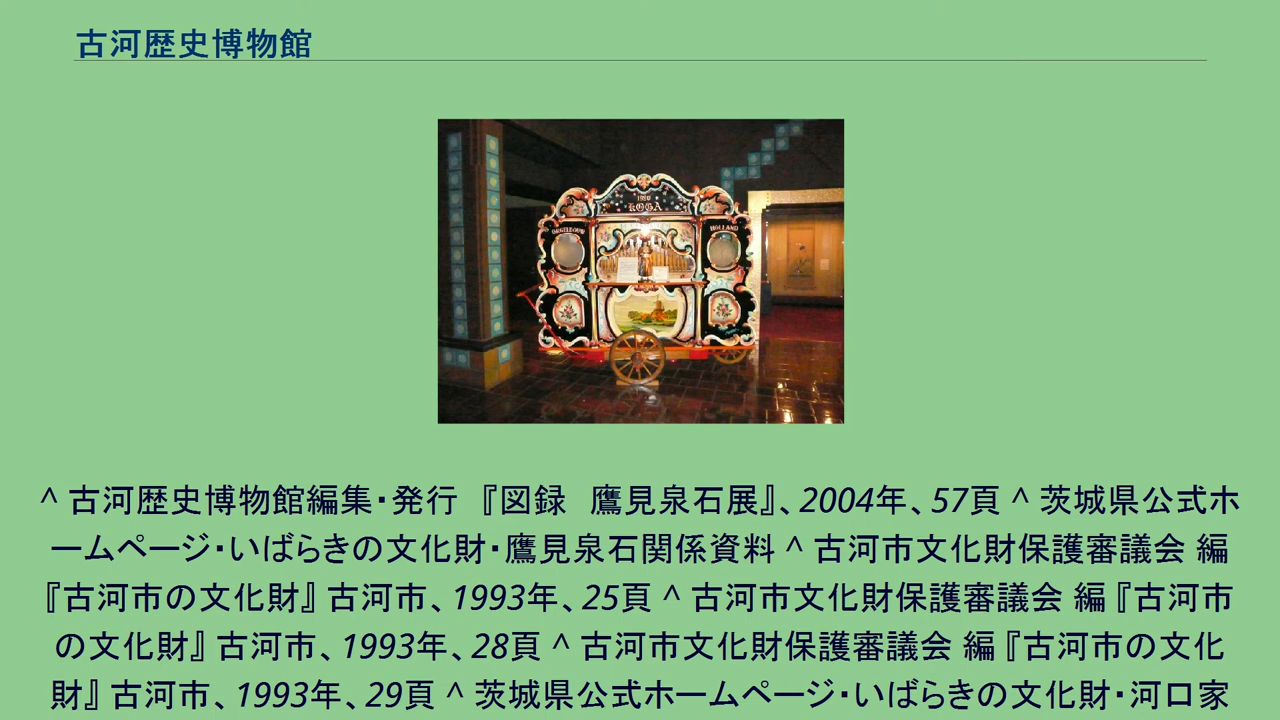 古河歴史博物館
1990
KOGA
ORGELBOUW
HOLLAND
^ 古河歴史博物館編集・発行 『図録 鷹見泉石展』、2004年、57頁 ^ 茨城県公式ホ
ームページ・いばらきの文化財・鷹見泉石関係資料 ^ 古河市文化財保護審議会 編
『古河市の文化財』 古河市、1993年、25頁 ^ 古河市文化財保護審議会 編 『古河市
の文化財』 古河市、1993年、28頁 ^ 古河市文化財保護審議会 編 『古河市の文化
財』 古河市、1993年、29頁 ^ 茨城県公式ホームページ・いばらきの文化財・河口家